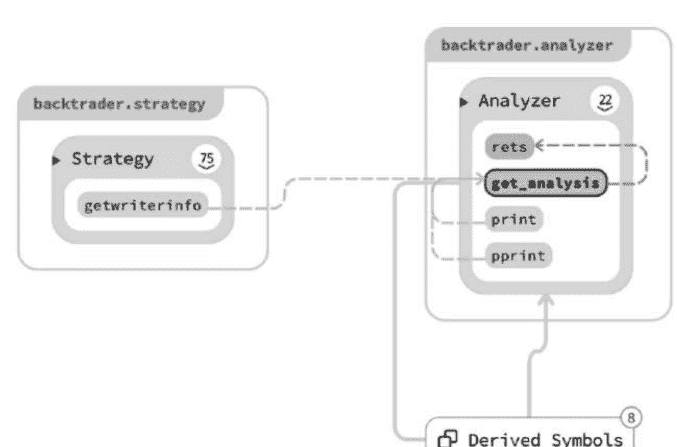 backtrader.analyzer
backtrader.strategy
Analyzer 22
Strategy 75
rets
get_analysis
getwriterinfo
print
pprint
8
Derived Symbols